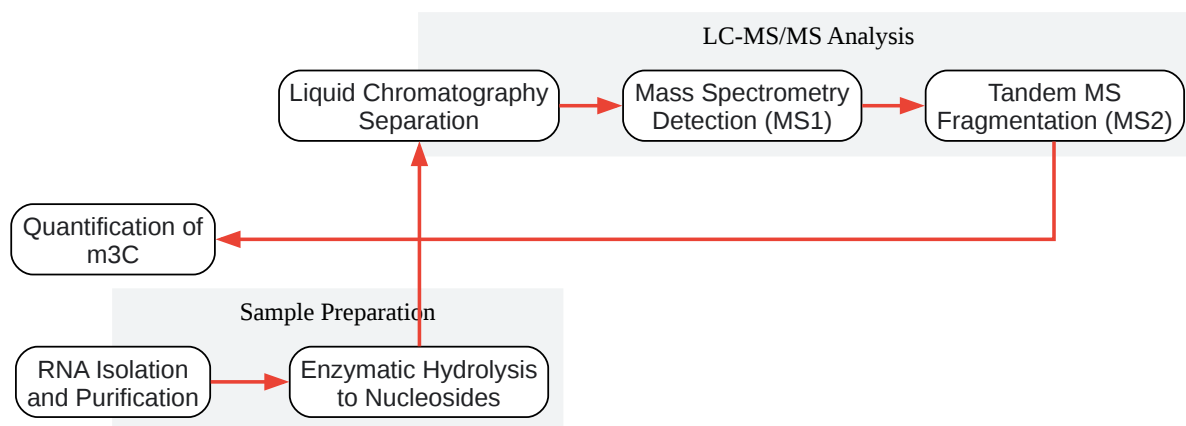 LC-MS/MS Analysis
Liquid Chromatography
Separation
Mass Spectrometry
Detection (MS1)
Tandem MS
Fragmentation (MS2)
Quantification of
m3C
Sample Preparation
RNA Isolation
and Purification
Enzymatic Hydrolysis
to Nucleosides